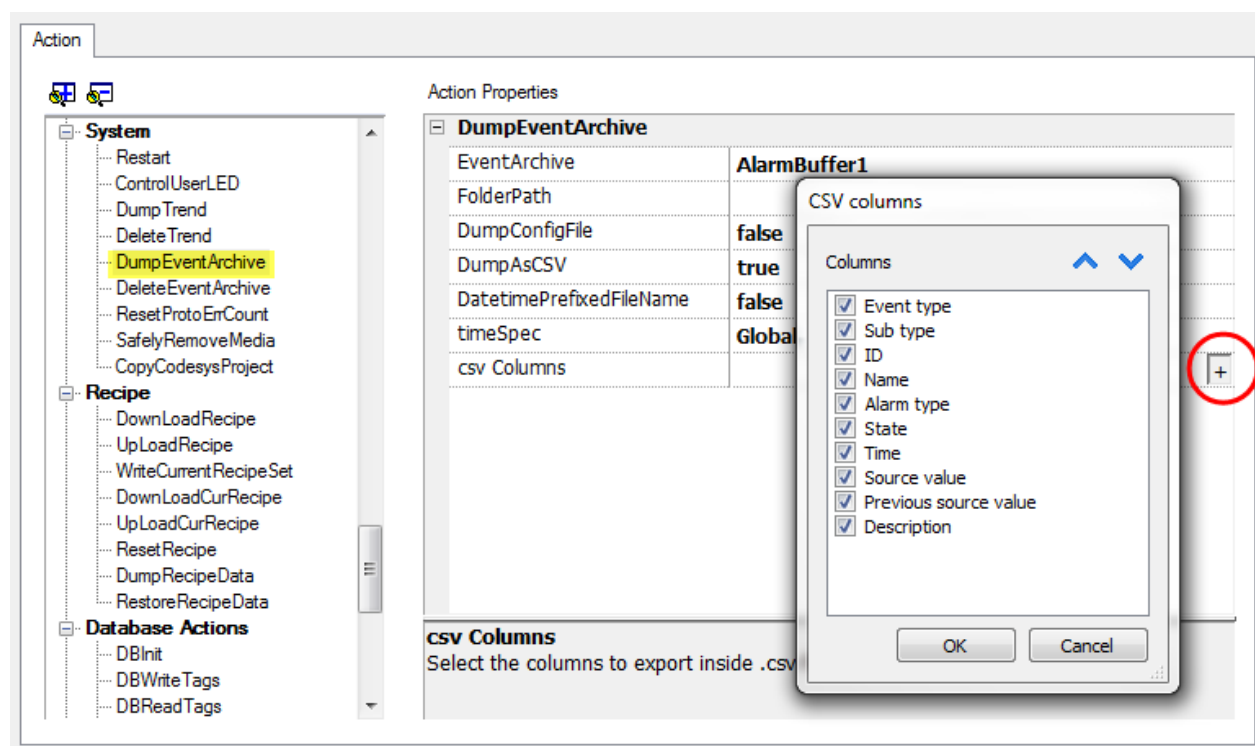 Action
System
Restart
ControlUserLED
DumpTrend
DeleteTrend
DumpEventArchive
DeleteEventArchive
ResetProtoErrCount
SafelyRemoveMedia
CopyCodesysProject
Recipe
DownLoadRecipe
UpLoadRecipe
WriteCurrentRecipeSet
DownLoadCurRecipe
UpLoadCurRecipe
ResetRecipe
DumpRecipeData
RestoreRecipeData
Database Actions
DBInit
DBWriteTags
DBReadTags
Action Properties
DumpEventArchive
EventArchive AlarmBuffer1
FolderPath
DumpConfigFile false
DumpAsCSV true
DatetimePrefixedFileName false
timeSpec Global
csv Columns +
csv Columns
Select the columns to export inside .csv
CSV columns
Columns
Event type
Sub type
ID
Name
Alarm type
State
Time
Source value
Previous source value
Description
OK Cancel